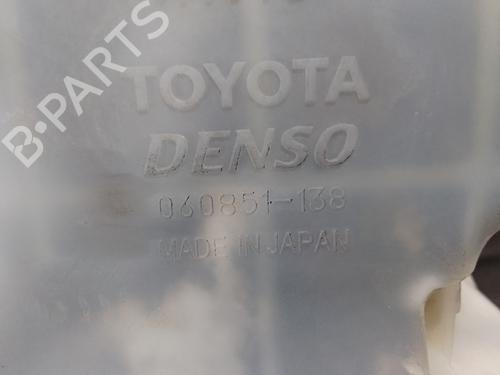 B-PARTS
TOYOTA
DENSO
060851-138
MADE IN JAPAN